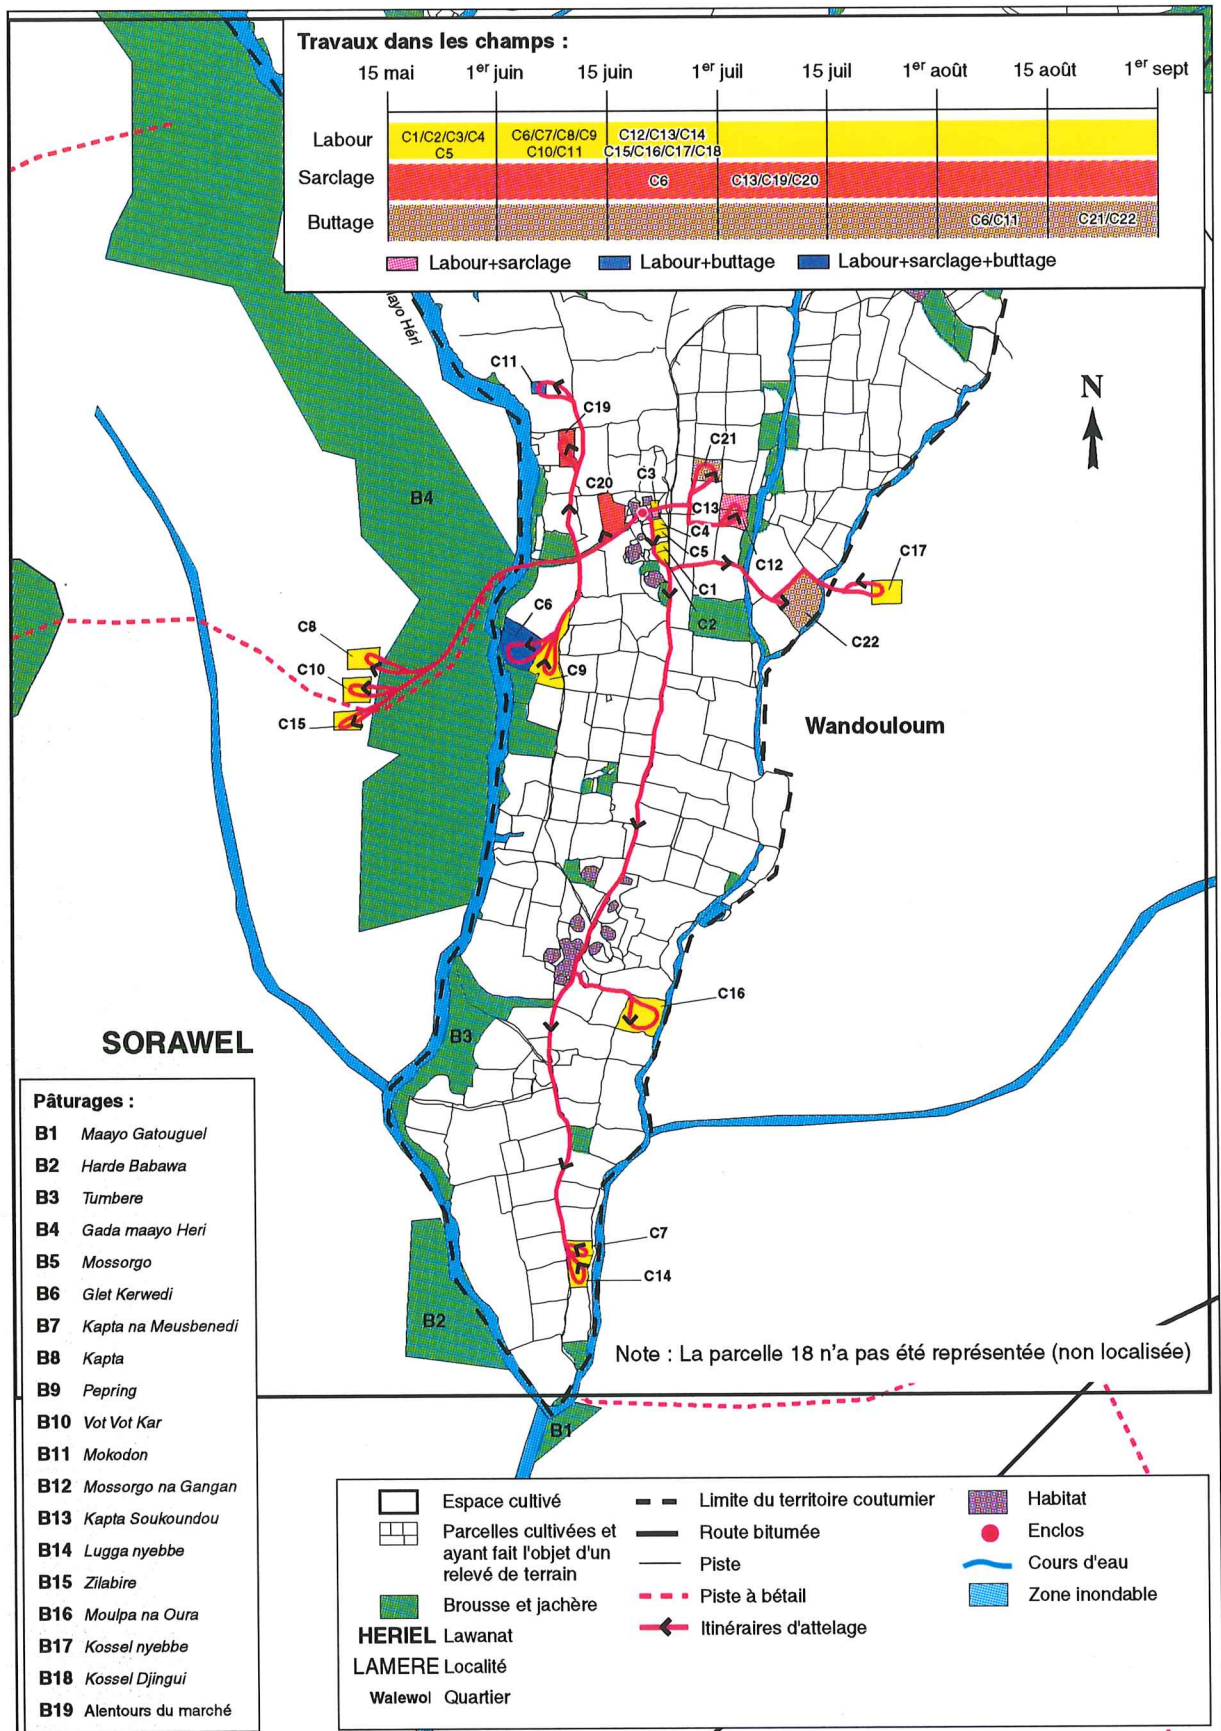 Travaux dans les champs :
15 mai 1er juin 15 juin 1er juil 15 juil 1er août 15 août 1er sept
Labour C1/C2/C3/C4 C6/C7/C8/C9 C12/C13/C14
C5 C10/C11 C15/C16/C17/C18
Sarclage C6 C13/C19/C20
Buttage C6/C11 C21/C22
Labour+sarclage Labour+buttage Labour+sarclage+buttage
Mayo Héri
C11
C19
N
C21
C3
C20
B4
C13
C4
C5
C17
C12
C1
C6
C2
C8
C22
C10
C9
C15
Wandouloum
C16
SORAWEL
B3
C7
C14
B2
Note : La parcelle 18 n'a pas été représentée (non localisée)
B1
Pâturages :
B1 Maayo Gatouguel
B2 Harde Babawa
B3 Tumbere
B4 Gada maayo Heri
B5 Mossorgo
B6 Glet Kerwedi
B7 Kapta na Meusbenedi
B8 Kapta
B9 Pepring
B10 Vot Vot Kar
B11 Mokodon
B12 Mossorgo na Gangan
B13 Kapta Soukoundou
B14 Lugga nyebbe
B15 Zilabire
B16 Moulpa na Oura
B17 Kossel nyebbe
B18 Kossel Djingui
B19 Alentours du marché
Espace cultivé
Parcelles cultivées et
ayant fait l'objet d'un
relevé de terrain
Brousse et jachère
HERIEL Lawanat
LAMERE Localité
Walewol Quartier
Limite du territoire coutumier
Route bitumée
Piste
Piste à bétail
Itinéraires d'attelage
Habitat
Enclos
Cours d'eau
Zone inondable